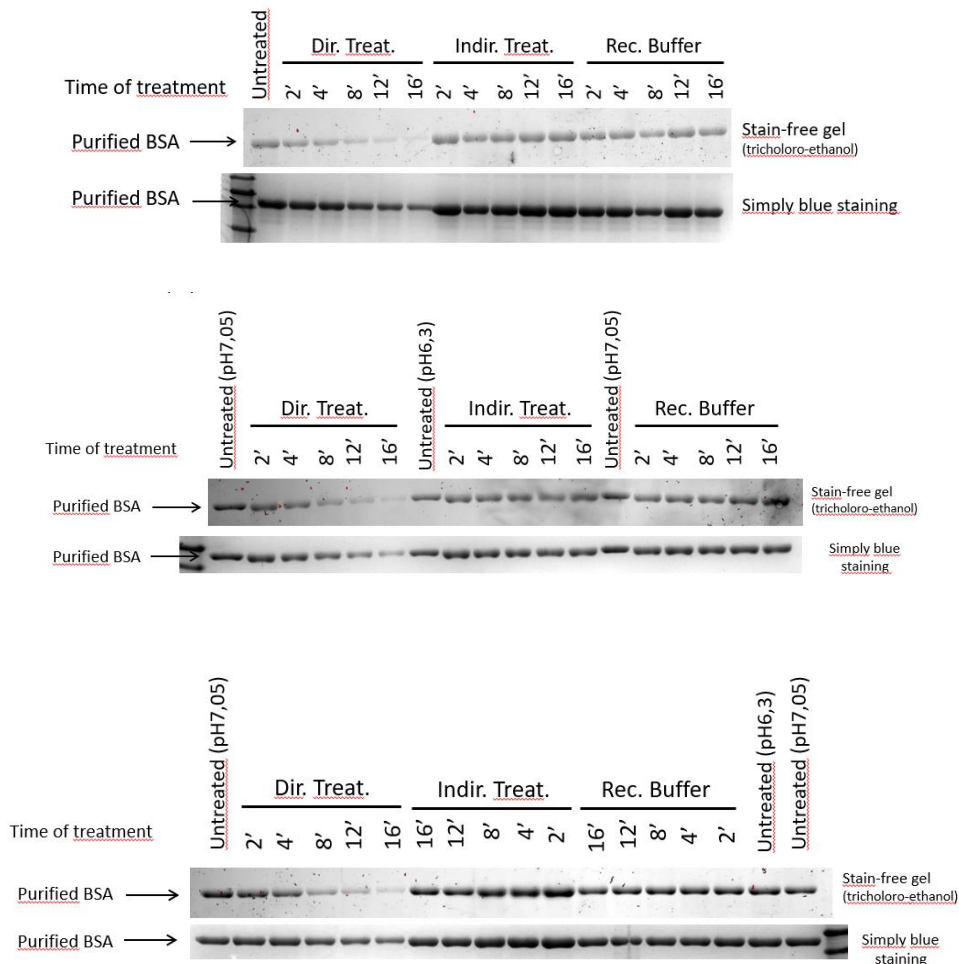 Untreated
Dir. Treat. Indir. Treat. Rec. Buffer
Time of treatment 2' 4' 8' 12' 16' 2' 4' 8' 12' 16' 2' 4' 8' 12' 16'
Purified BSA Stain-free gel
(tricholoro-ethanol)
Purified BSA Simply blue staining
Untreated (pH7,05) Untreated (pH6,3) Untreated (pH7,05)
Dir. Treat. Indir. Treat. Rec. Buffer
Time of treatment 2' 4' 8' 12' 16' 2' 4' 8' 12' 16' 2' 4' 8' 12' 16'
Purified BSA Stain-free gel
(tricholoro-ethanol)
Purified BSA Simply blue
staining
Untreated (pH7,05) Untreated (pH6,3) Untreated (pH7,05)
Dir. Treat. Indir. Treat. Rec. Buffer
Time of treatment 2' 4' 8' 12' 16' 16' 12' 8' 4' 2' 16' 12' 8' 4' 2'
Purified BSA Stain-free gel
(tricholoro-ethanol)
Purified BSA Simply blue
staining